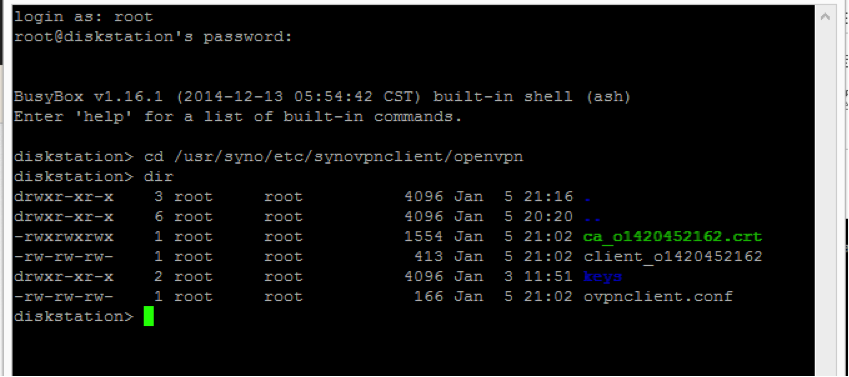 login as: root
root@diskstation's password:
BusyBox v1.16.1 (2014-12-13 05:54:42 CST) built-in shell (ash)
Enter 'help' for a list of built-in commands.
diskstation> cd /usr/syno/etc/synovpnclient/openvpn
diskstation> dir
drwxr-xr-x    3 root     root          4096 Jan  5 21:16 .
drwxr-xr-x    6 root     root          4096 Jan  5 20:20 ..
-rwxrwxrwx    1 root     root          1554 Jan  5 21:02 ca_o1420452162.crt
-rw-rw-rw-    1 root     root           413 Jan  5 21:02 client_o1420452162
drwxr-xr-x    2 root     root          4096 Jan  3 11:51 keys
-rw-rw-rw-    1 root     root           166 Jan  5 21:02 ovpnclient.conf
diskstation>